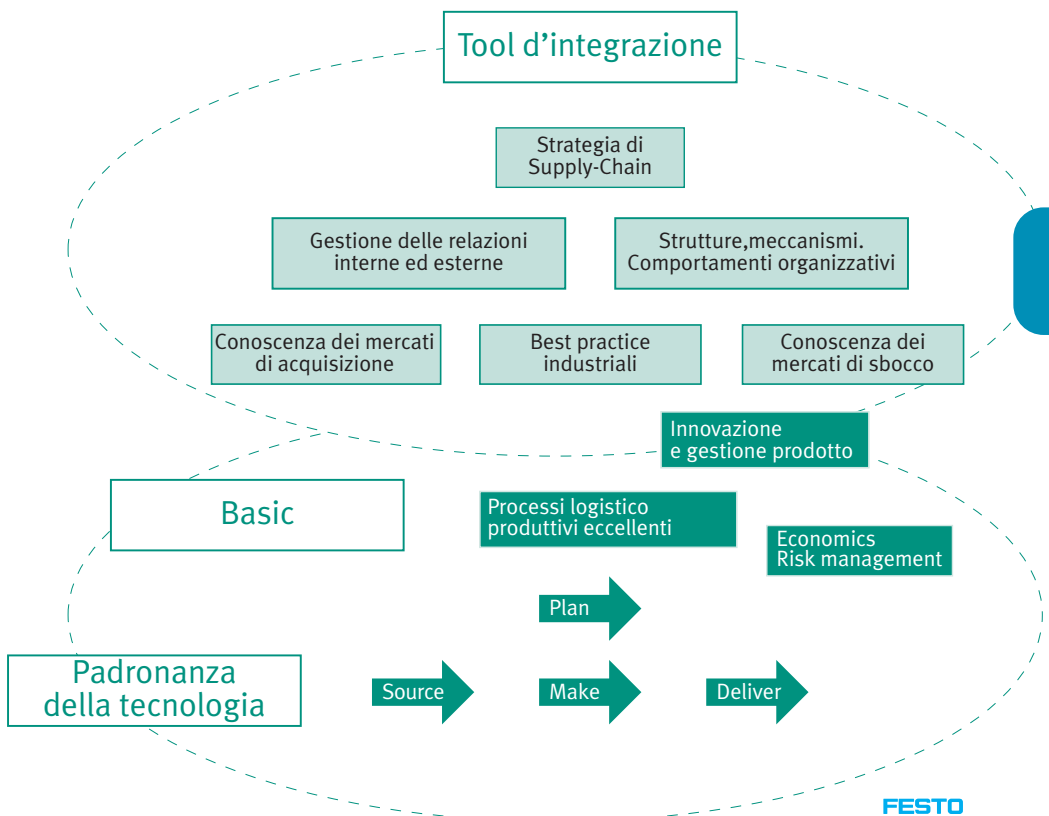 Tool d’integrazione
Strategia di
Supply-Chain
Gestione delle relazioni
interne ed esterne
Strutture,meccanismi.
Comportamenti organizzativi
Conoscenza dei mercati
di acquisizione
Best practice
industriali
Conoscenza dei
mercati di sbocco
Innovazione
e gestione prodotto
Basic
Processi logistico
produttivi eccellenti
Economics
Risk management
Plan
Padronanza
della tecnologia
Source
Make
Deliver
FESTO